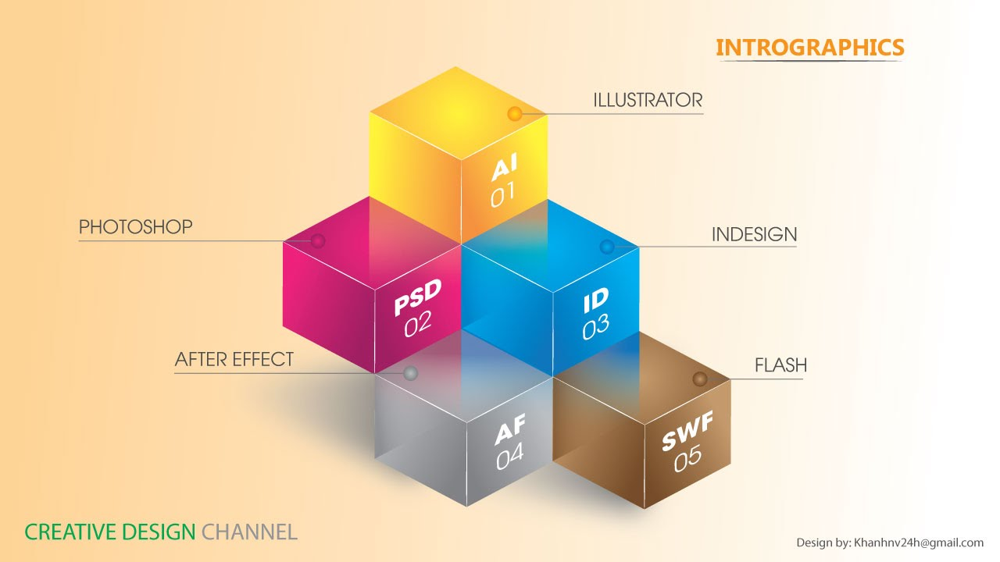 INTROGRAPHICS
ILLUSTRATOR
AI
01
PHOTOSHOP
INDESIGN
PSD
02
ID
03
AFTER EFFECT
FLASH
AF
04
SWF
05
CREATIVE DESIGN CHANNEL
Design by: Khanhnv24h@gmail.com